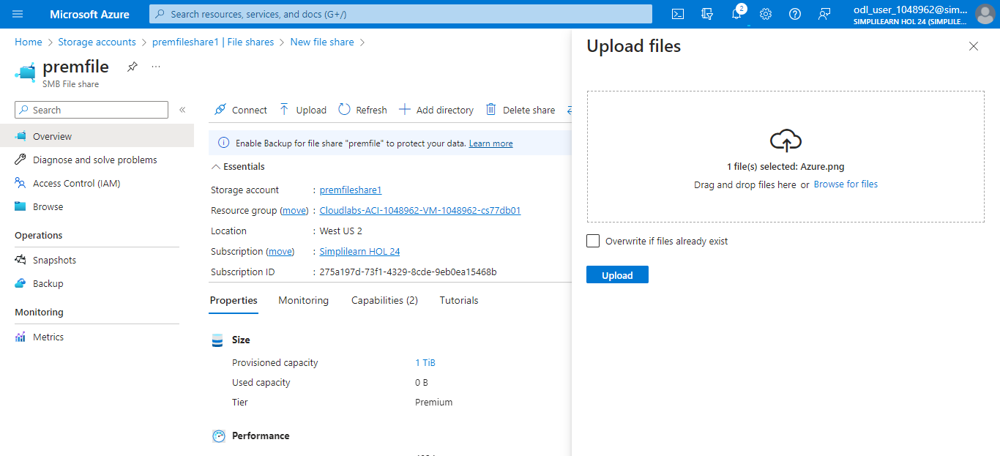 Microsoft Azure
Search resources, services, and docs (G+/)
2
odl_user_1048962@sim...
SIMPLILEARN HOL 24 (SIMPLILE...
Home > Storage accounts > premfileshare1 | File shares > New file share >
premfile
...
SMB File share
Search
«
Overview
Diagnose and solve problems
Access Control (IAM)
Browse
Operations
Snapshots
Backup
Monitoring
Metrics
Connect
Upload
Refresh
Add directory
Delete share
Enable Backup for file share "premfile" to protect your data. Learn more
Essentials
Storage account : premfileshare1
Resource group (move) : Cloudlabs-ACI-1048962-VM-1048962-cs77db01
Location : West US 2
Subscription (move) : Simplilearn HOL 24
Subscription ID : 275a197d-73f1-4329-8cde-9eb0ea15468b
Properties Monitoring Capabilities (2) Tutorials
Size
Provisioned capacity 1 TiB
Used capacity 0 B
Tier Premium
Performance
Upload files
1 file(s) selected: Azure.png
Drag and drop files here or Browse for files
Overwrite if files already exist
Upload